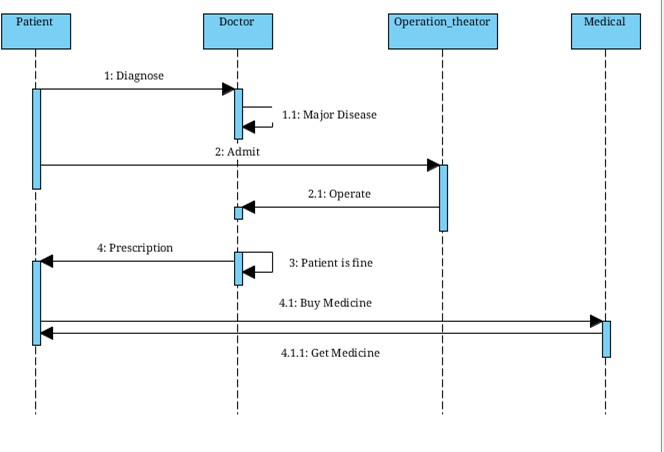 Patient
Doctor
Operation_theator
Medical
1: Diagnose
1.1: Major Disease
2: Admit
2.1: Operate
4: Prescription
3: Patient is fine
4.1: Buy Medicine
4.1.1: Get Medicine